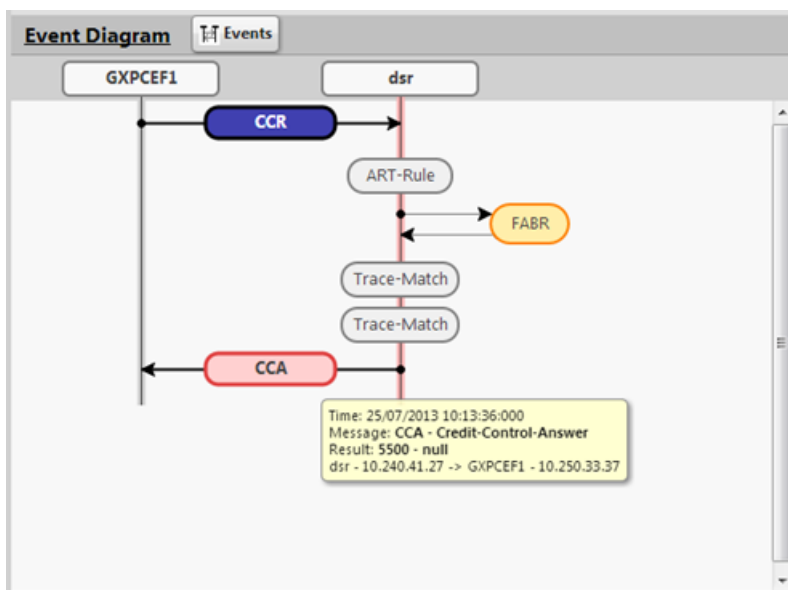 Event Diagram Events
GXPCEF1 dsr
CCR
ART-Rule
FABR
Trace-Match
Trace-Match
CCA
Time: 25/07/2013 10:13:36:000
Message: CCA - Credit-Control-Answer
Result: 5500 - null
dsr - 10.240.41.27 -> GXPCEF1 - 10.250.33.37